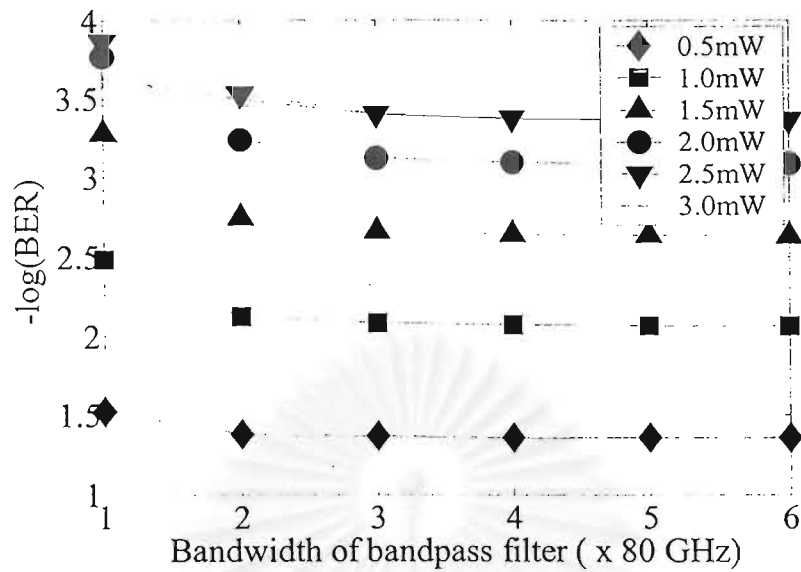 4
3.5
3
2.5
2
1.5
1
-log(BER)
0.5mW
1.0mW
1.5mW
2.0mW
2.5mW
3.0mW
1 2 3 4 5 6
Bandwidth of bandpass filter ( x 80 GHz)